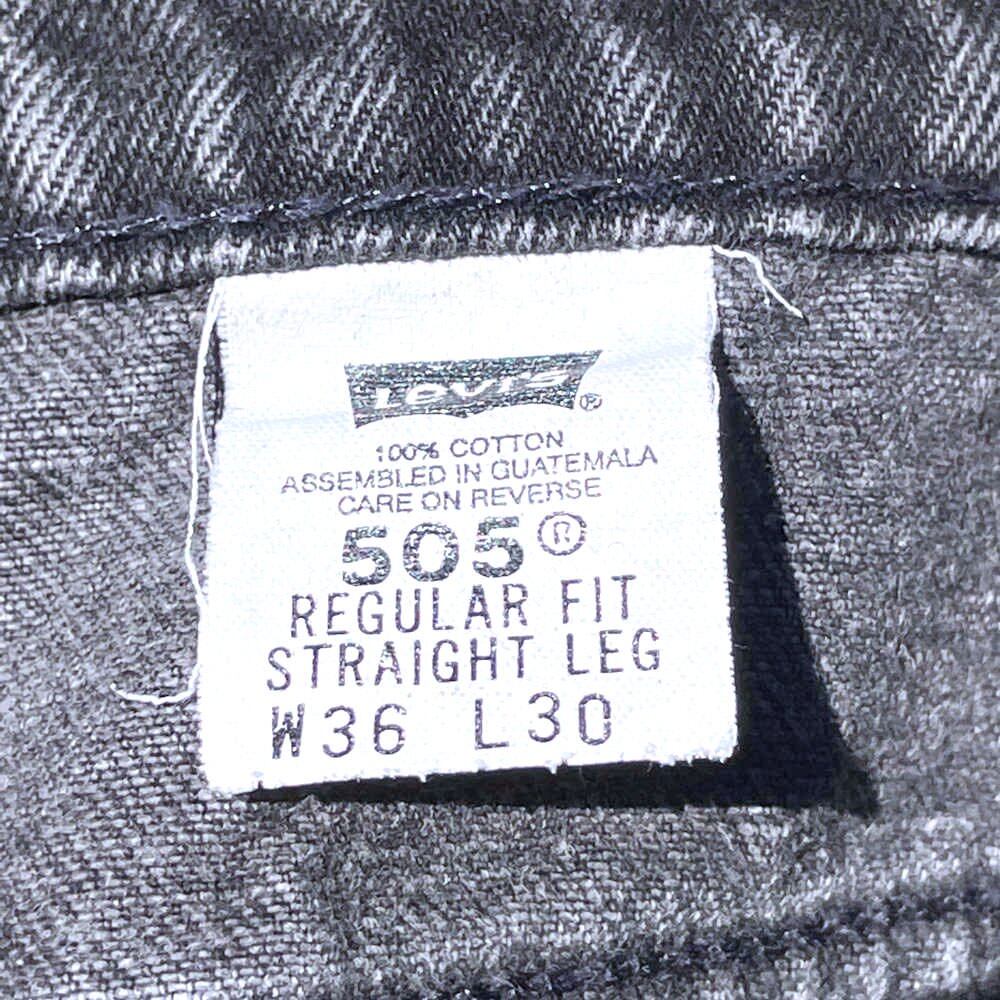 LEVI'S ®
100% COTTON
ASSEMBLED IN GUATEMALA
CARE ON REVERSE
505®
REGULAR FIT
STRAIGHT LEG
W36 L30